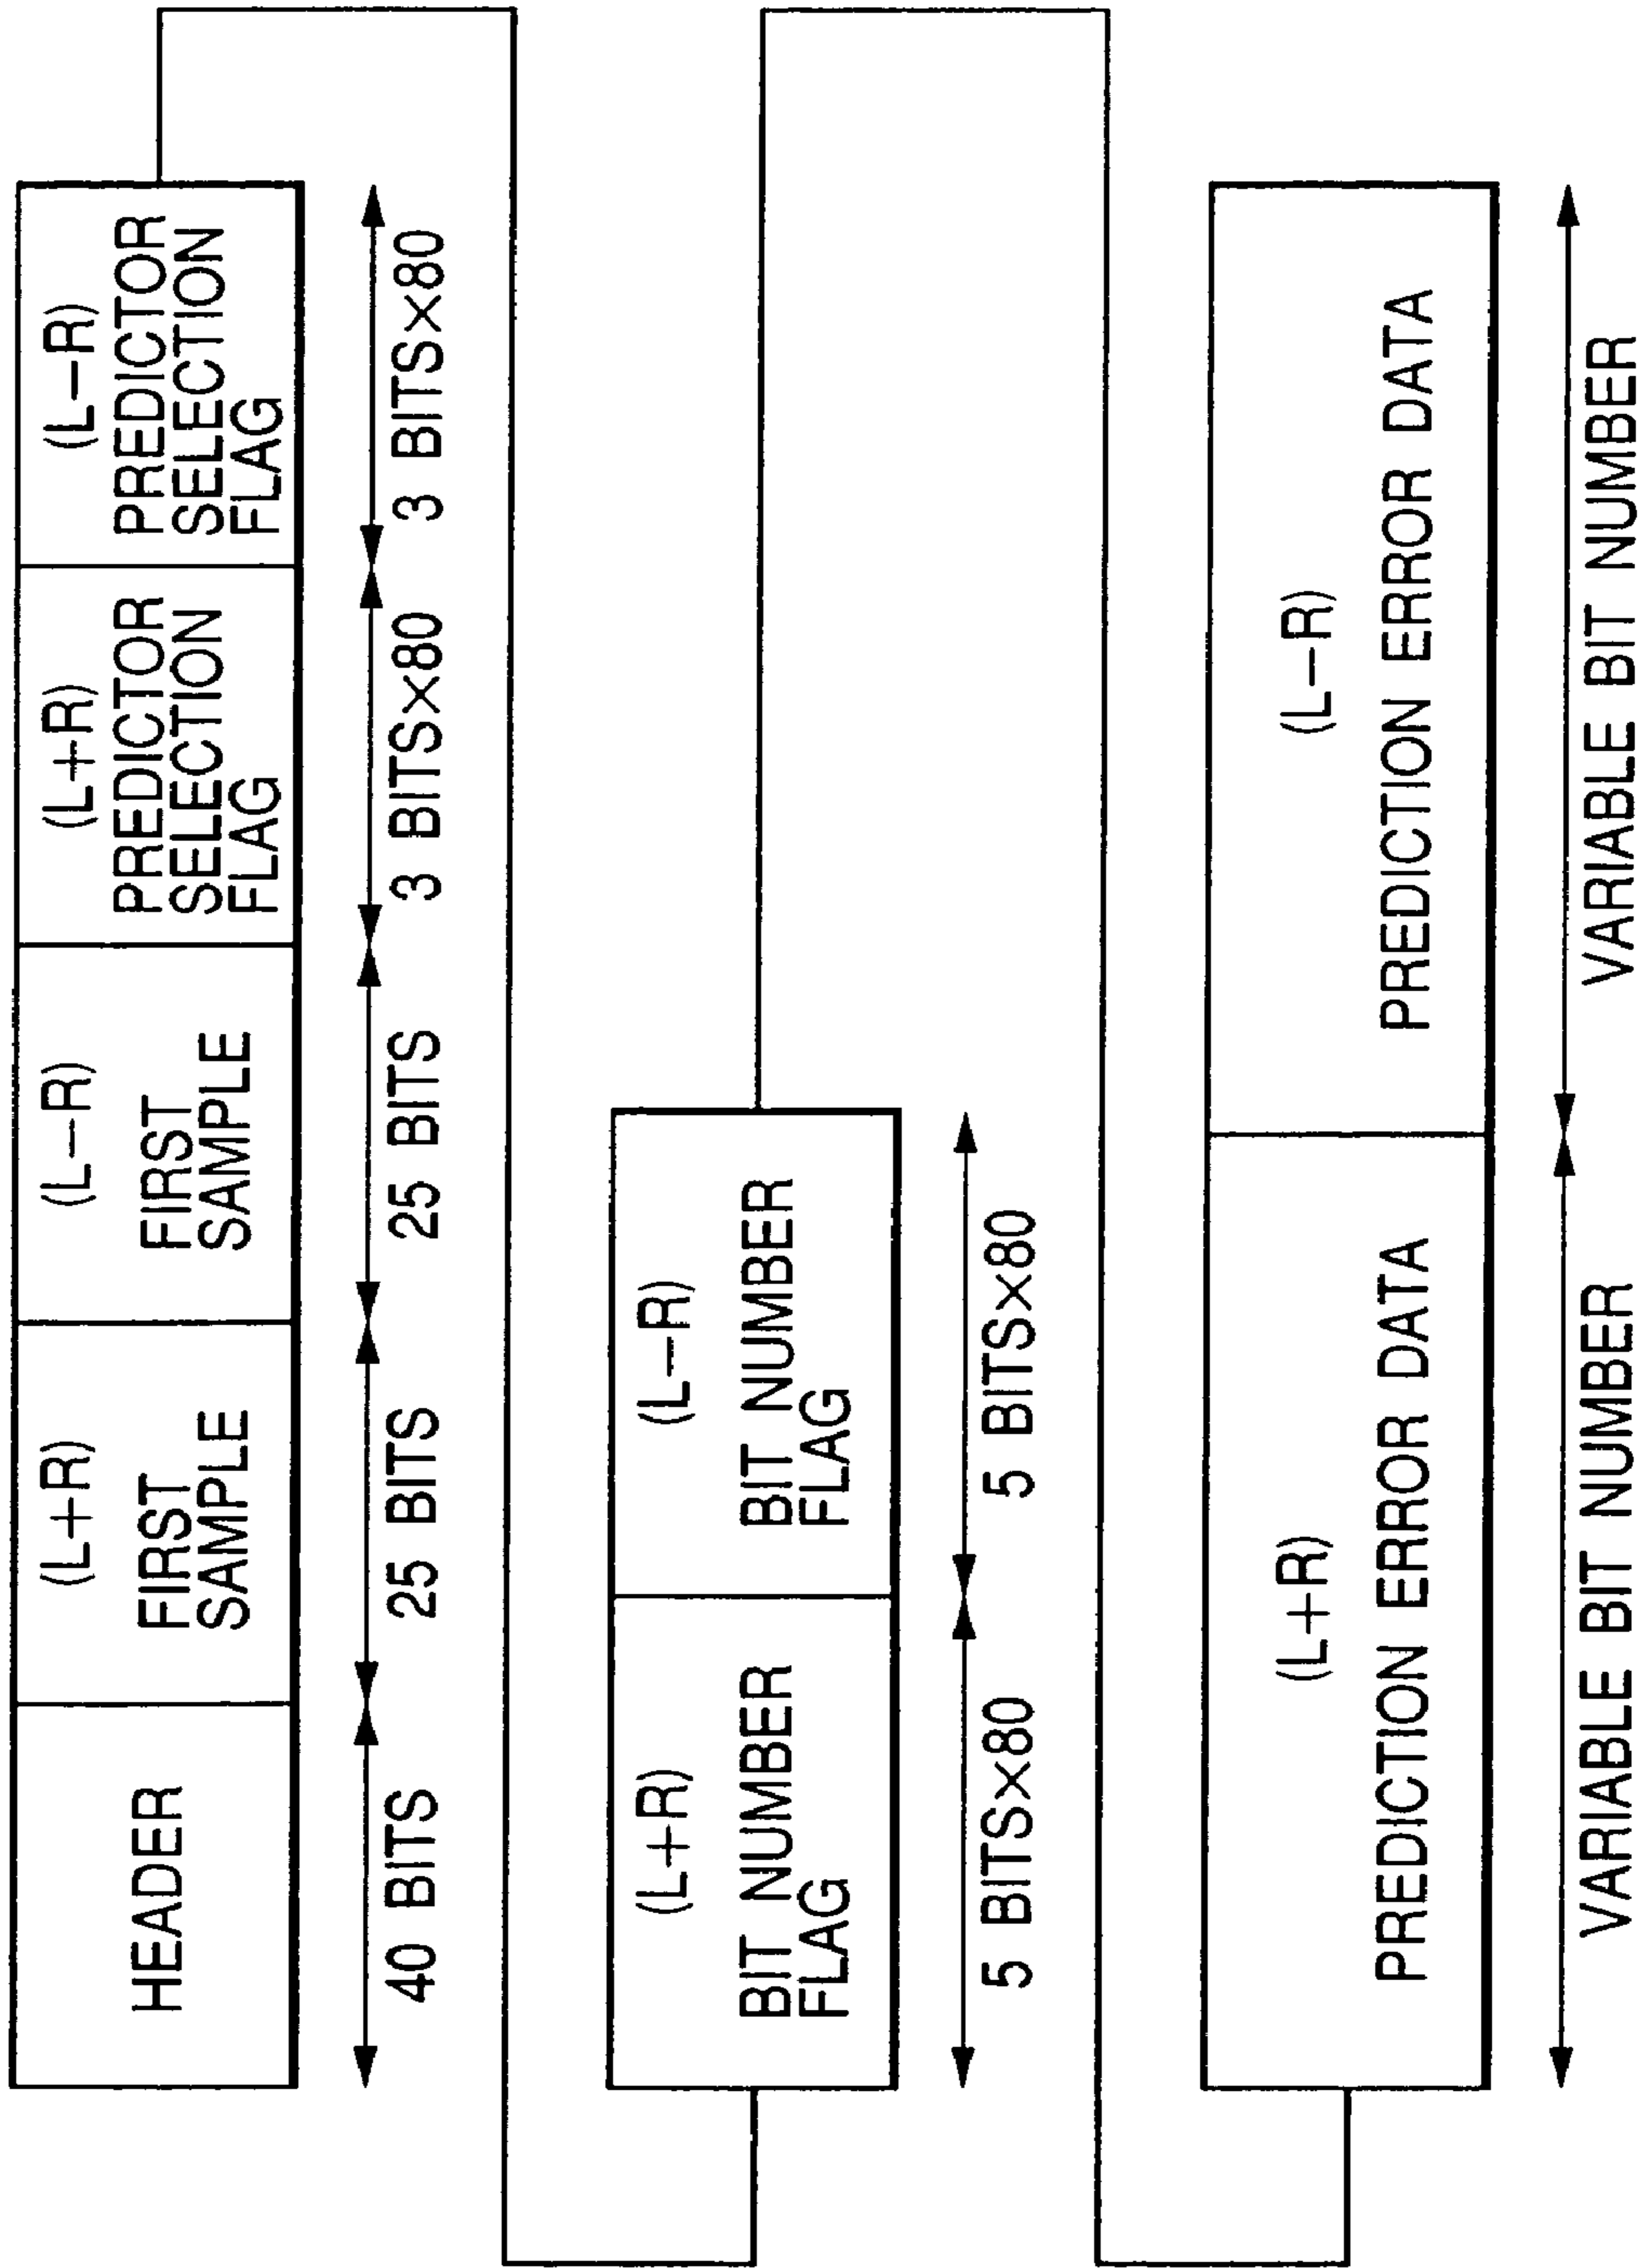 HEADER
(L+R)
FIRST
SAMPLE
(L−R)
FIRST
SAMPLE
(L+R)
PREDICTOR
SELECTION
FLAG
(L−R)
PREDICTOR
SELECTION
FLAG
40 BITS
25 BITS
25 BITS
3 BITS×80
3 BITS×80
(L+R)
BIT NUMBER
FLAG
(L−R)
BIT NUMBER
FLAG
5 BITS×80
5 BITS×80
(L+R)
PREDICTION ERROR DATA
(L−R)
PREDICTION ERROR DATA
VARIABLE BIT NUMBER
VARIABLE BIT NUMBER